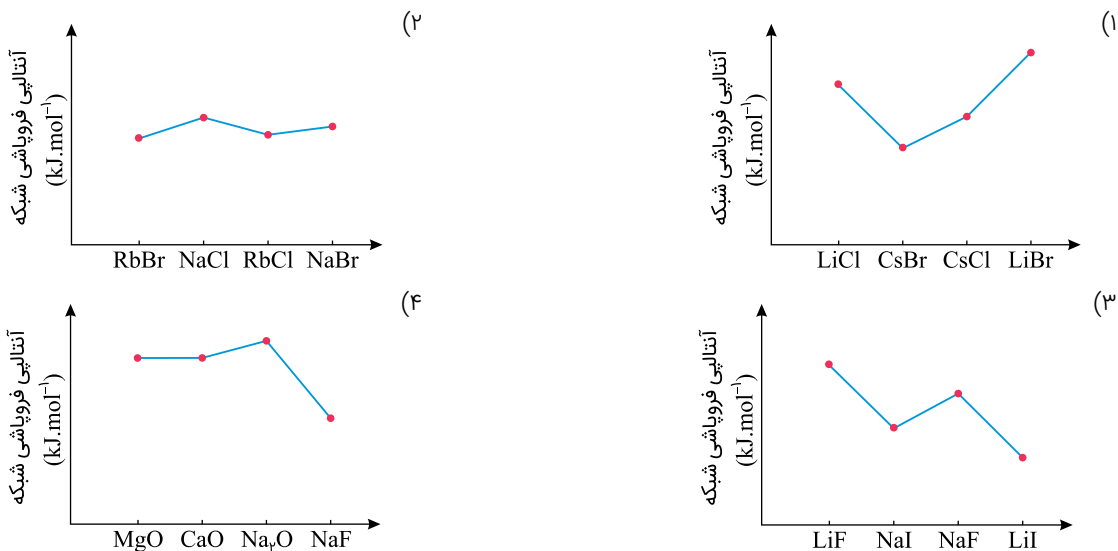 ۱)
آنتالپی فروپاشی شبکه
(kJ.mol⁻¹)
LiCl CsBr CsCl LiBr
۲)
آنتالپی فروپاشی شبکه
(kJ.mol⁻¹)
RbBr NaCl RbCl NaBr
۳)
آنتالپی فروپاشی شبکه
(kJ.mol⁻¹)
LiF NaI NaF LiI
۴)
آنتالپی فروپاشی شبکه
(kJ.mol⁻¹)
MgO CaO Na۲O NaF